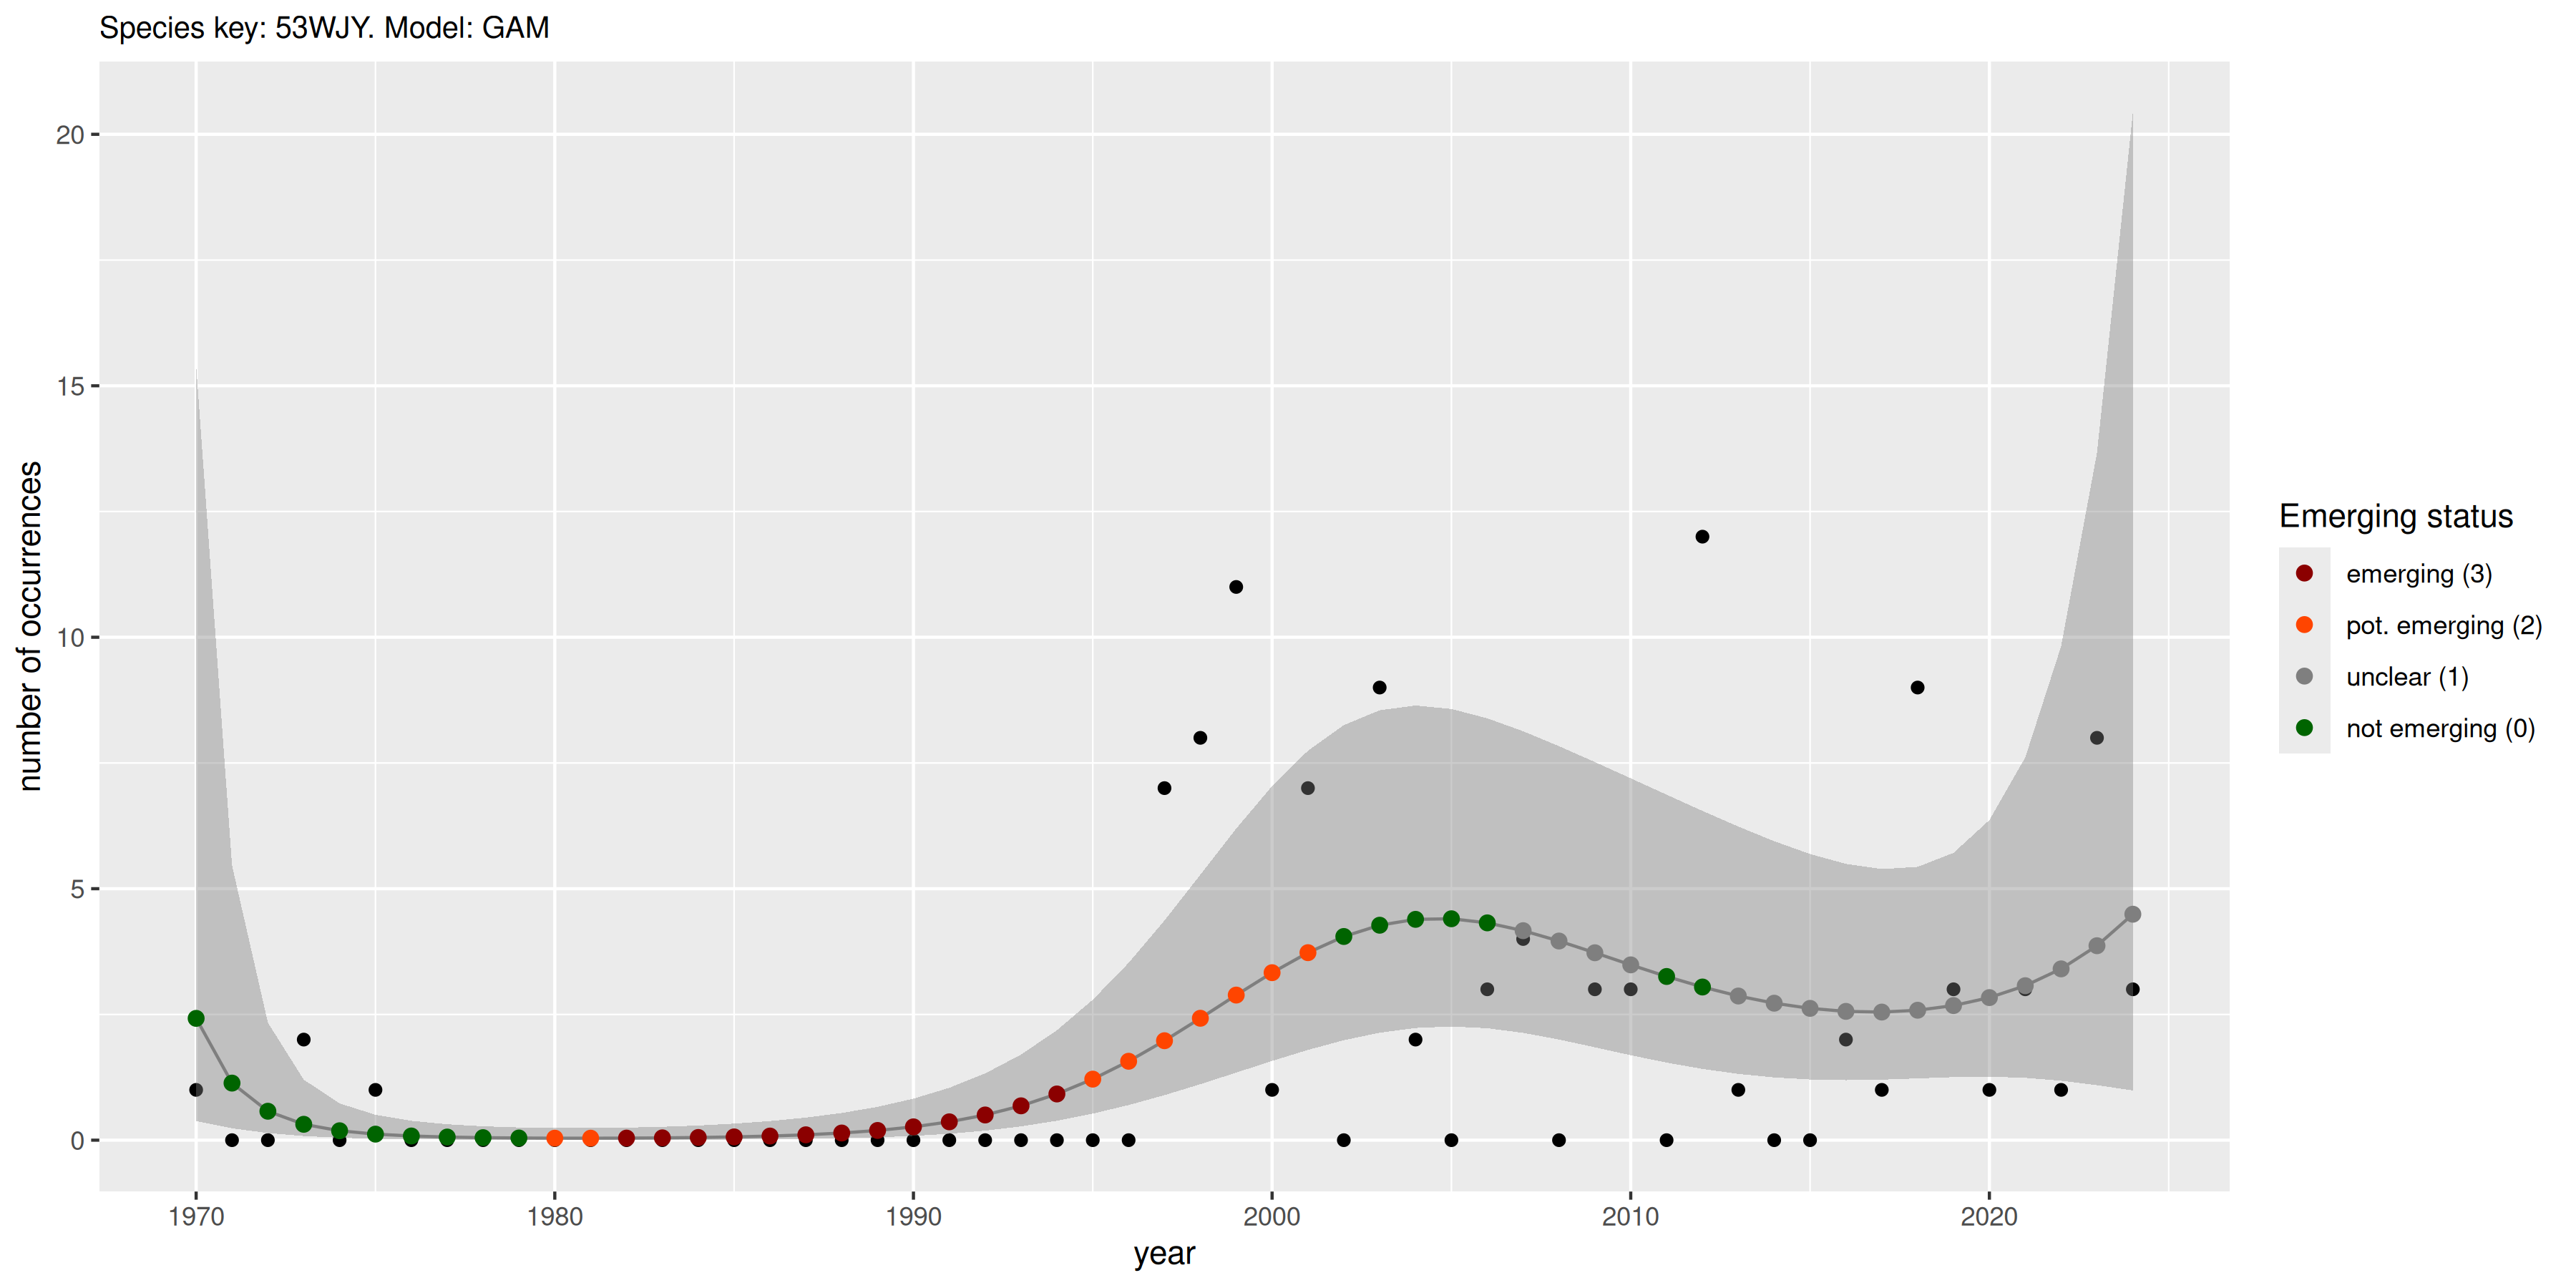 Species key: 53WJY. Model: GAM
20
15
10
5
0
number of occurrences
1970 1980 1990 2000 2010 2020
year
Emerging status
emerging (3)
pot. emerging (2)
unclear (1)
not emerging (0)